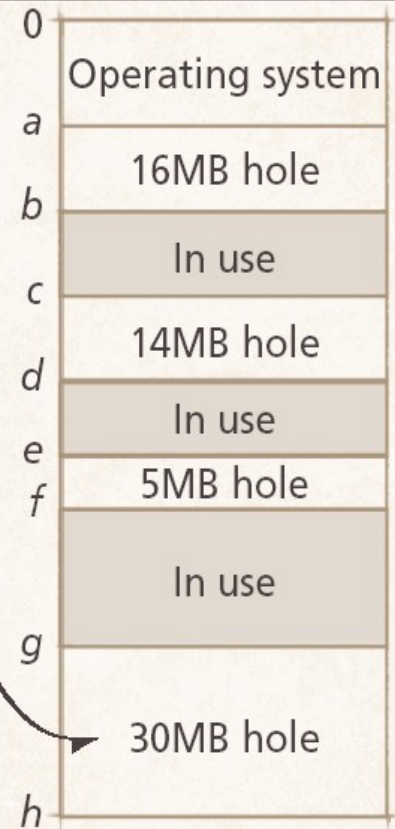 0
Operating system
a
16MB hole
b
In use
c
14MB hole
d
In use
e
5MB hole
f
In use
g
30MB hole
h